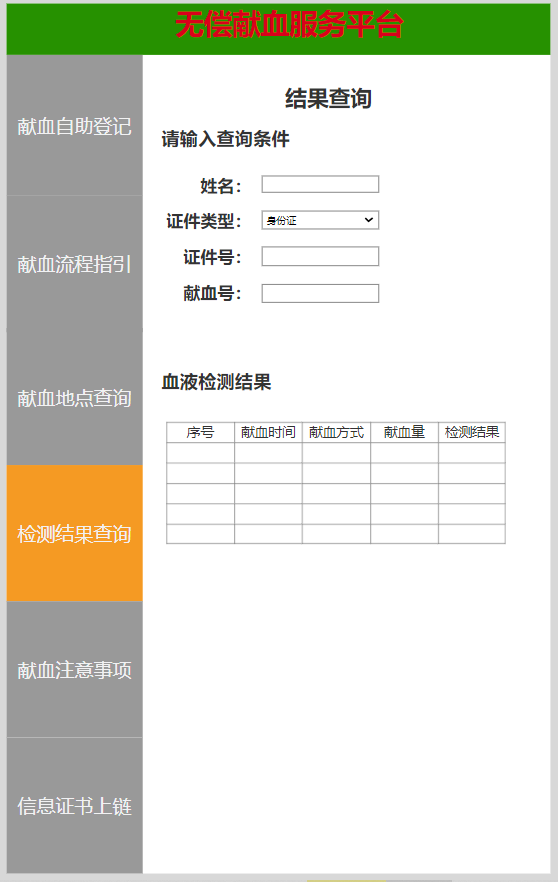 无偿献血服务平台
献血自助登记
献血流程指引
献血地点查询
检测结果查询
献血注意事项
信息证书上链
结果查询
请输入查询条件
姓名：
证件类型： 身份证
证件号：
献血号：
血液检测结果
序号 献血时间 献血方式 献血量 检测结果